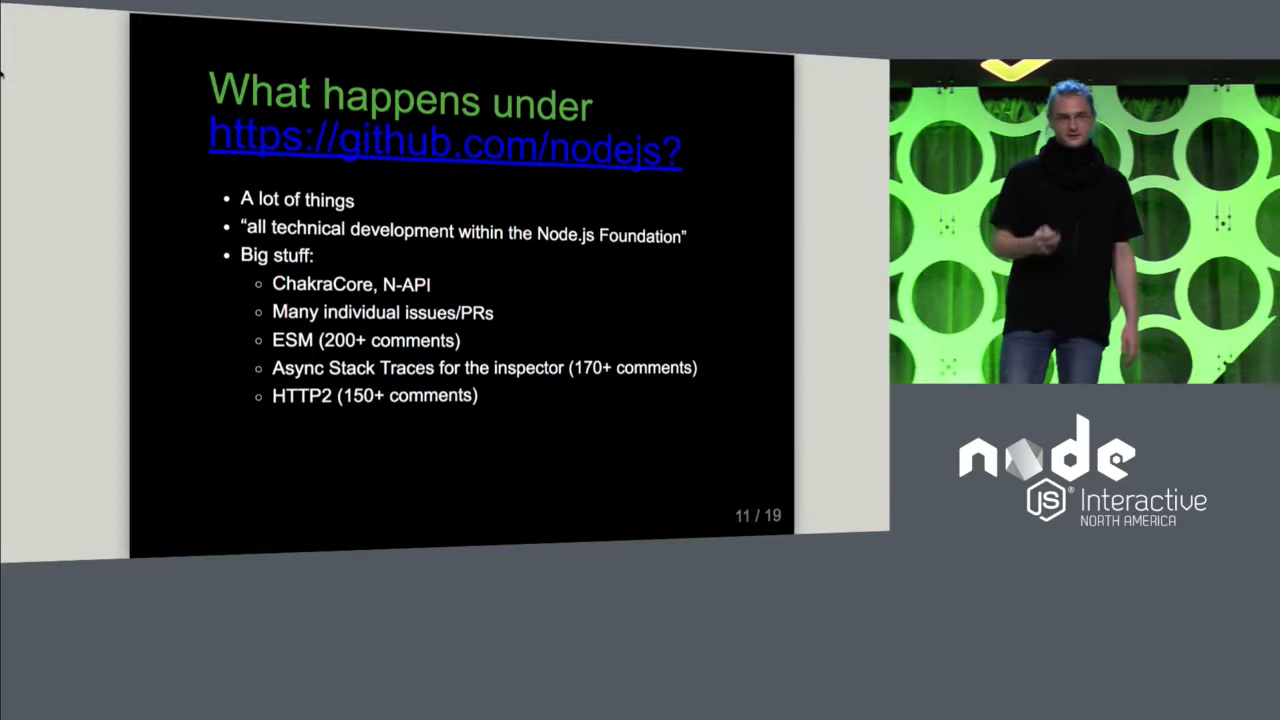 What happens under
https://github.com/nodejs?
• A lot of things
• “all technical development within the Node.js Foundation”
• Big stuff:
○ ChakraCore, N-API
○ Many individual issues/PRs
○ ESM (200+ comments)
○ Async Stack Traces for the inspector (170+ comments)
○ HTTP2 (150+ comments)
11 / 19
node
JS® Interactive
NORTH AMERICA